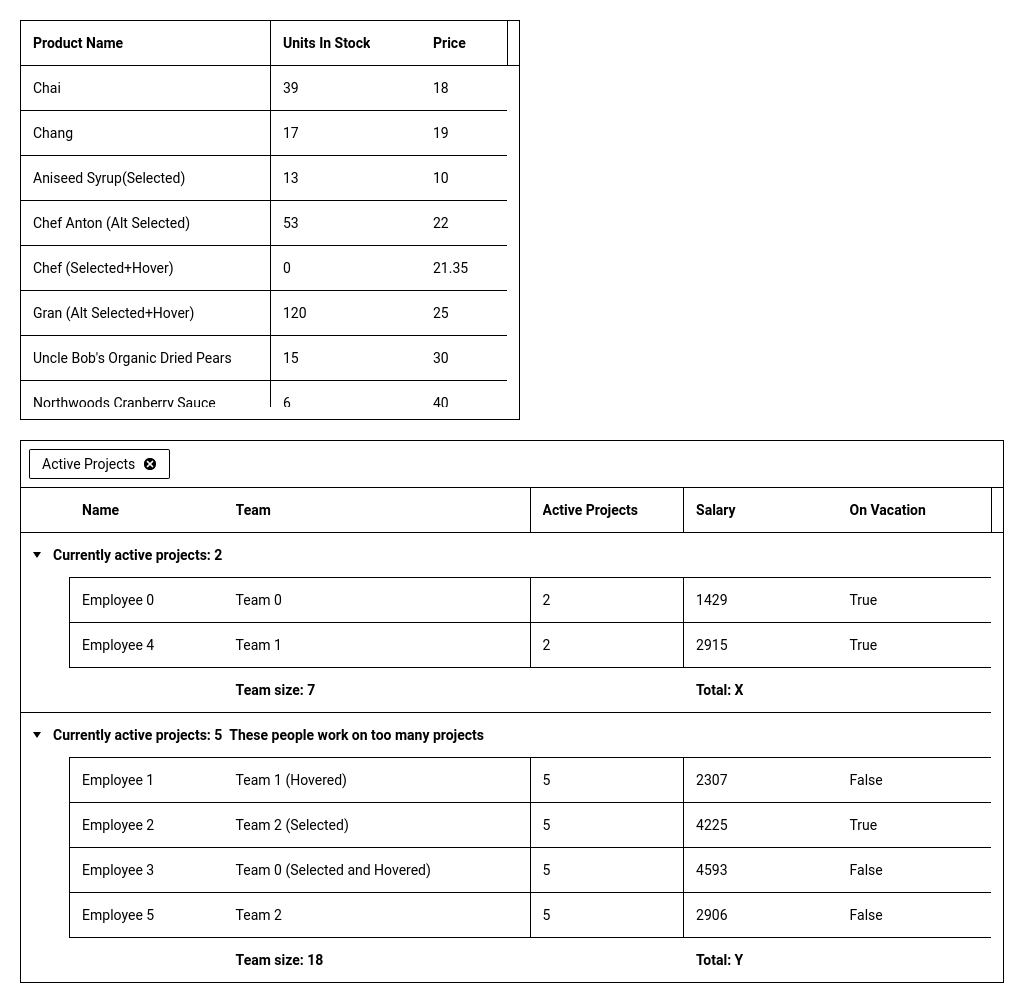 Product Name Units In Stock Price
Chai 39 18
Chang 17 19
Aniseed Syrup(Selected) 13 10
Chef Anton (Alt Selected) 53 22
Chef (Selected+Hover) 0 21.35
Gran (Alt Selected+Hover) 120 25
Uncle Bob's Organic Dried Pears 15 30
Northwoods Cranberry Sauce 6 40
Active Projects
Name Team Active Projects Salary On Vacation
Currently active projects: 2
Employee 0 Team 0 2 1429 True
Employee 4 Team 1 2 2915 True
Team size: 7 Total: X
Currently active projects: 5 These people work on too many projects
Employee 1 Team 1 (Hovered) 5 2307 False
Employee 2 Team 2 (Selected) 5 4225 True
Employee 3 Team 0 (Selected and Hovered) 5 4593 False
Employee 5 Team 2 5 2906 False
Team size: 18 Total: Y